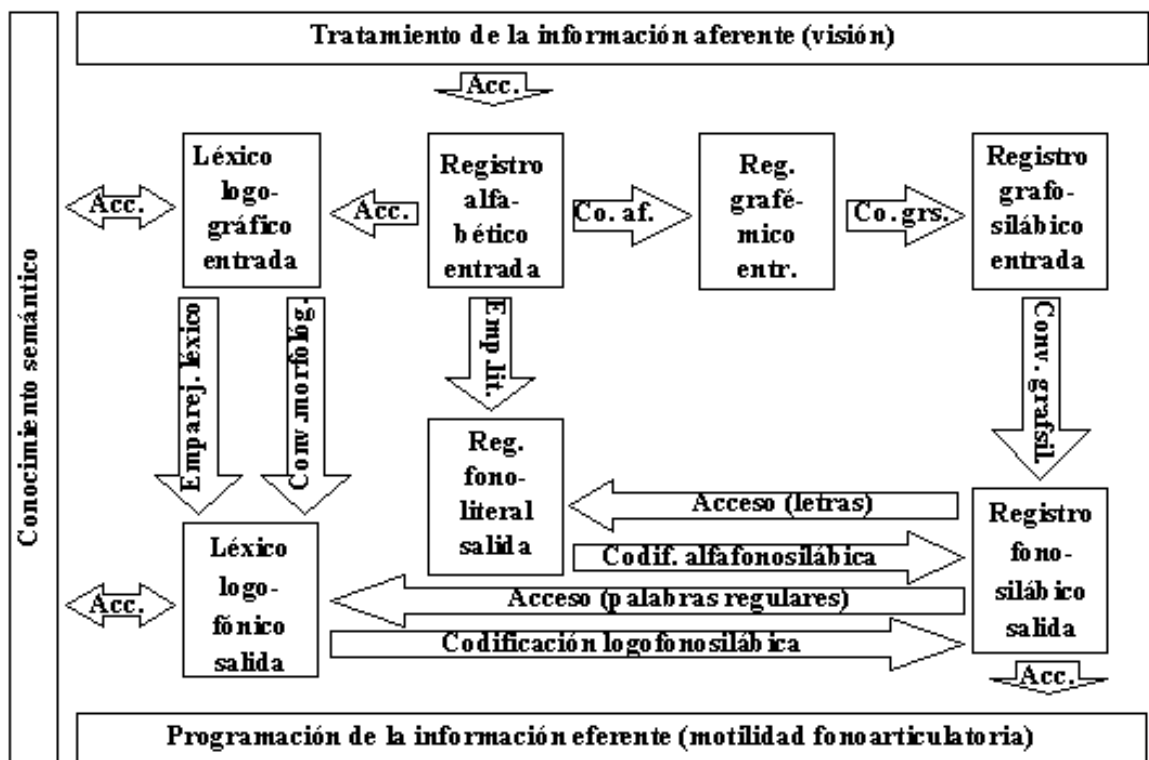 Tratamiento de la información aferente (visión)
Acc.
Léxico
logo-
gráfico
entrada
Registro
alfa-
bético
entrada
Reg.
grafé-
mico
entr.
Registro
grafo-
silábico
entrada
Acc.
Acc.
Co. af.
Co. grs.
Conocimiento semántico
Emparej. léxico
Conv. morfológ.
Emp. lit.
Conv. grafsil.
Reg.
fono-
literal
salida
Acceso (letras)
Codif. alfafonosilábica
Registro
fono-
silábico
salida
Léxico
logo-
fónico
salida
Acc.
Acceso (palabras regulares)
Codificación logofonosilábica
Acc.
Programación de la información eferente (motilidad fonoarticulatoria)